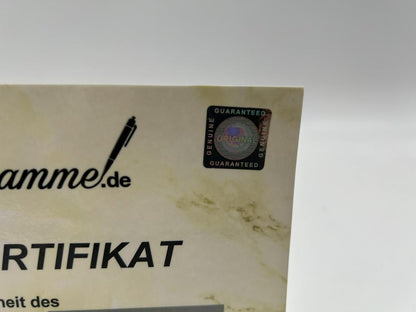 GUARANTEED
GENUINE
ORIGINAL
GENUINE
GUARANTEED
amme!.de
RTIFIKAT
heit des